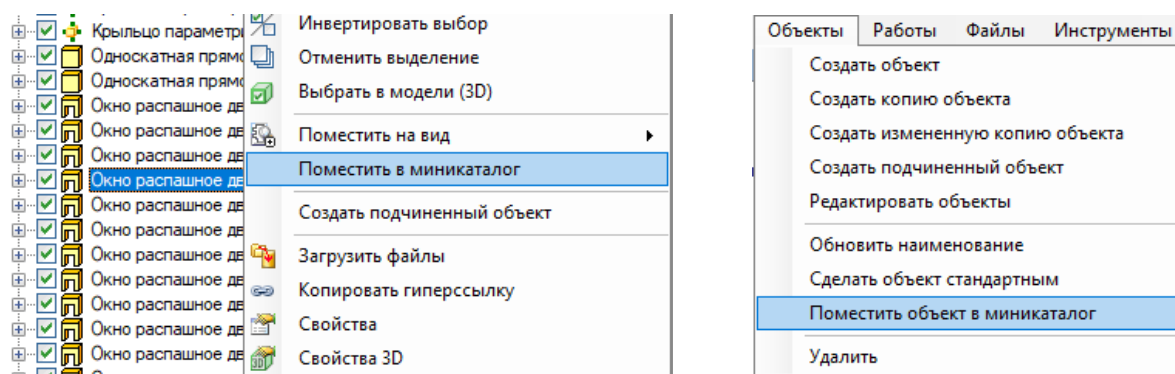 Крыльцо параметри
Односкатная прямо
Односкатная прямо
Окно распашное дв
Окно распашное дв
Окно распашное дв
Окно распашное дв
Окно распашное дв
Окно распашное дв
Окно распашное дв
Окно распашное дв
Окно распашное дв
Окно распашное дв
Окно распашное дв
Инвертировать выбор
Отменить выделение
Выбрать в модели (3D)
Поместить на вид
Поместить в миникаталог
Создать подчиненный объект
Загрузить файлы
Копировать гиперссылку
Свойства
Свойства 3D
Объекты Работы Файлы Инструменты
Создать объект
Создать копию объекта
Создать измененную копию объекта
Создать подчиненный объект
Редактировать объекты
Обновить наименование
Сделать объект стандартным
Поместить объект в миникаталог
Удалить